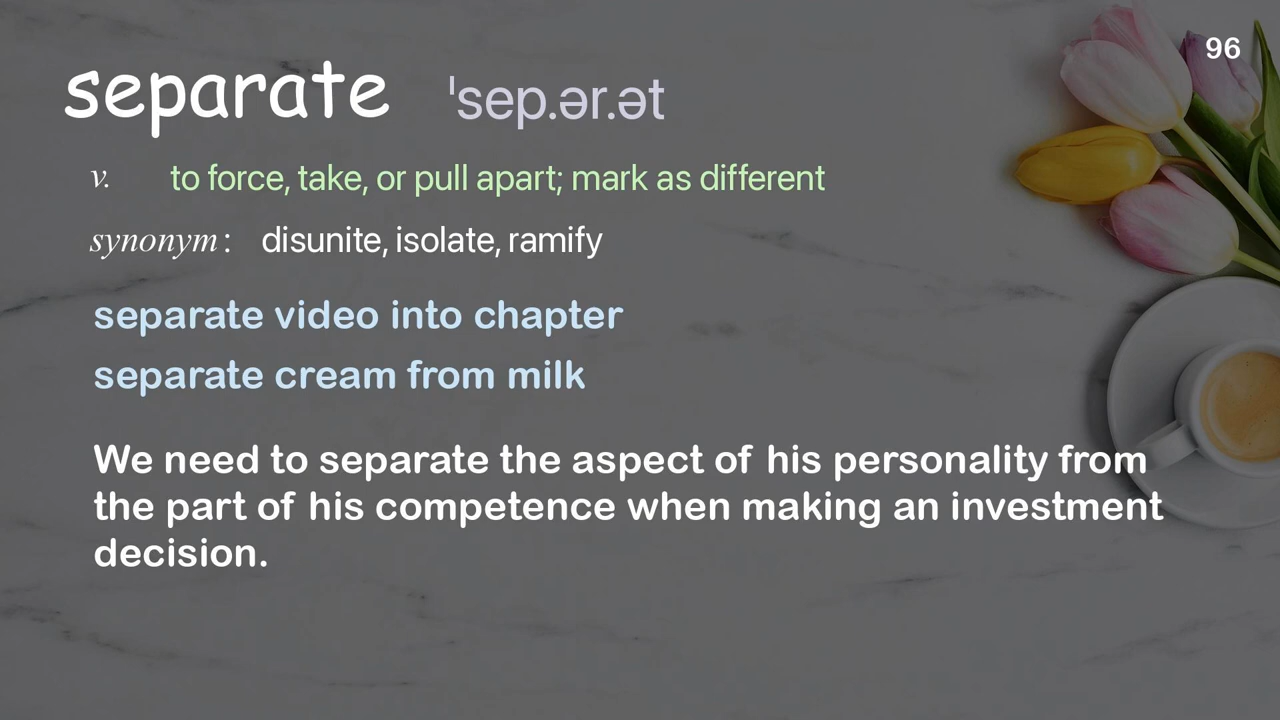 96
separate ˈsep.ər.ət
v. to force, take, or pull apart; mark as different
synonym: disunite, isolate, ramify
separate video into chapter
separate cream from milk
We need to separate the aspect of his personality from
the part of his competence when making an investment
decision.